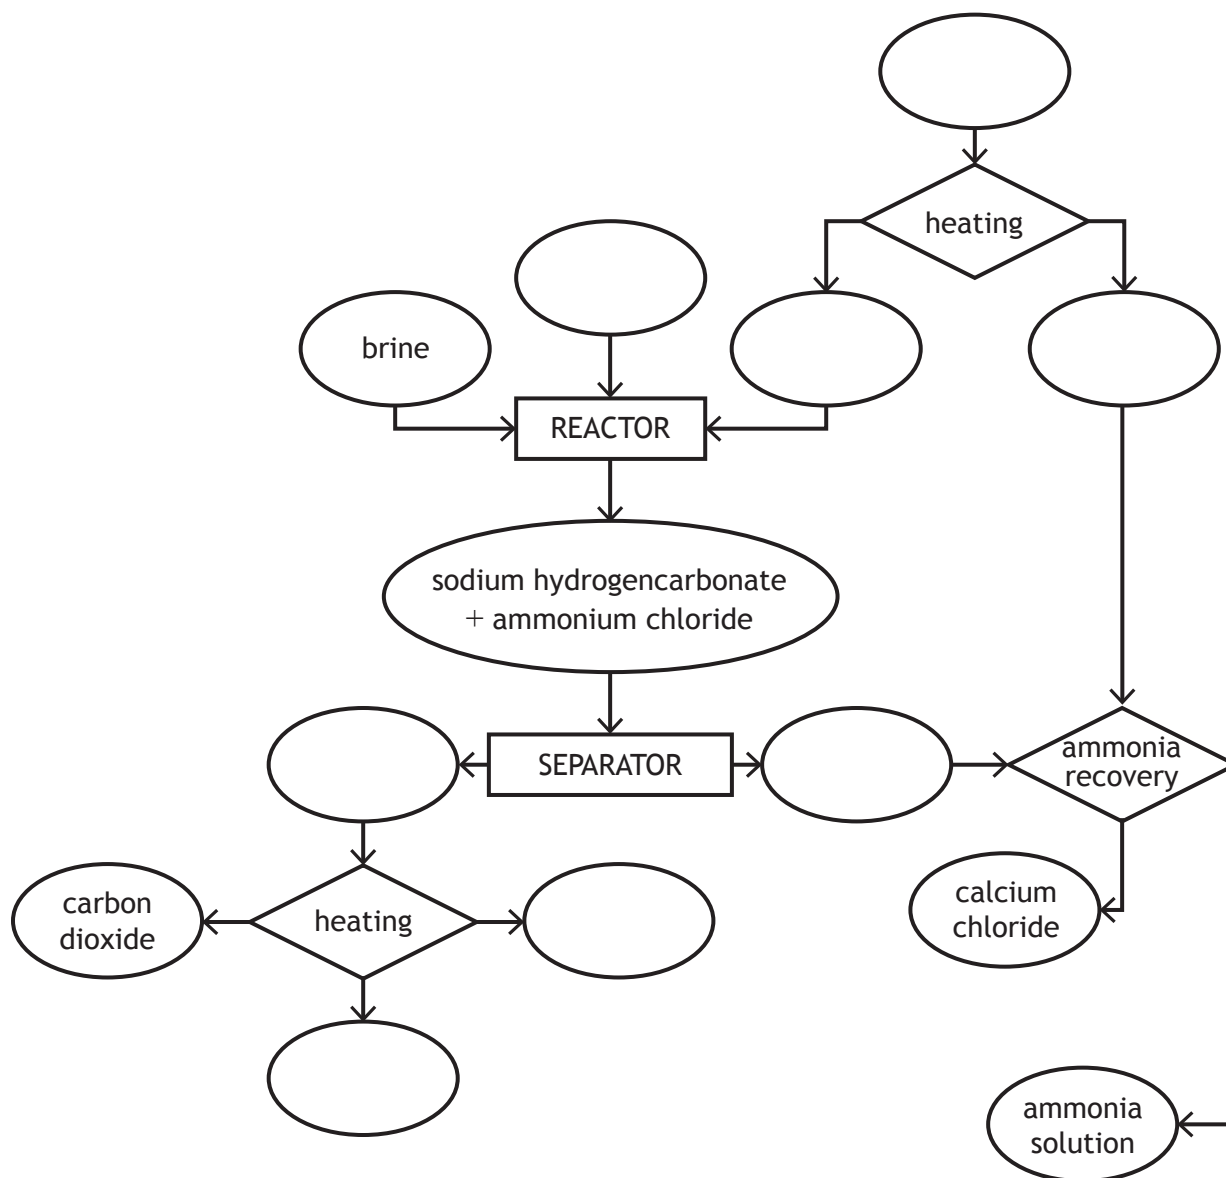 heating
brine
REACTOR
sodium hydrogencarbonate
+ ammonium chloride
SEPARATOR
ammonia
recovery
carbon
dioxide
heating
calcium
chloride
ammonia
solution